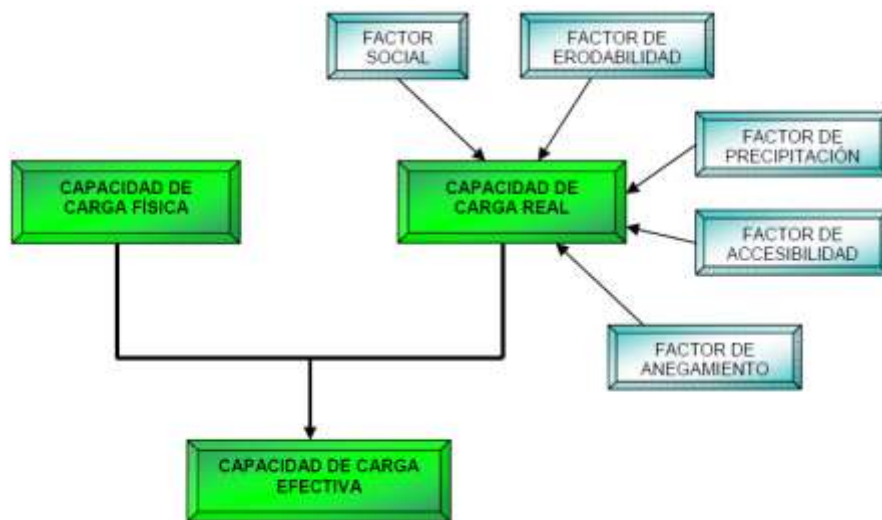 FACTOR
SOCIAL
FACTOR DE
ERODABILIDAD
FACTOR DE
PRECIPITACIÓN
CAPACIDAD DE
CARGA FÍSICA
CAPACIDAD DE
CARGA REAL
FACTOR DE
ACCESIBILIDAD
FACTOR DE
ANEGAMIENTO
CAPACIDAD DE CARGA
EFECTIVA